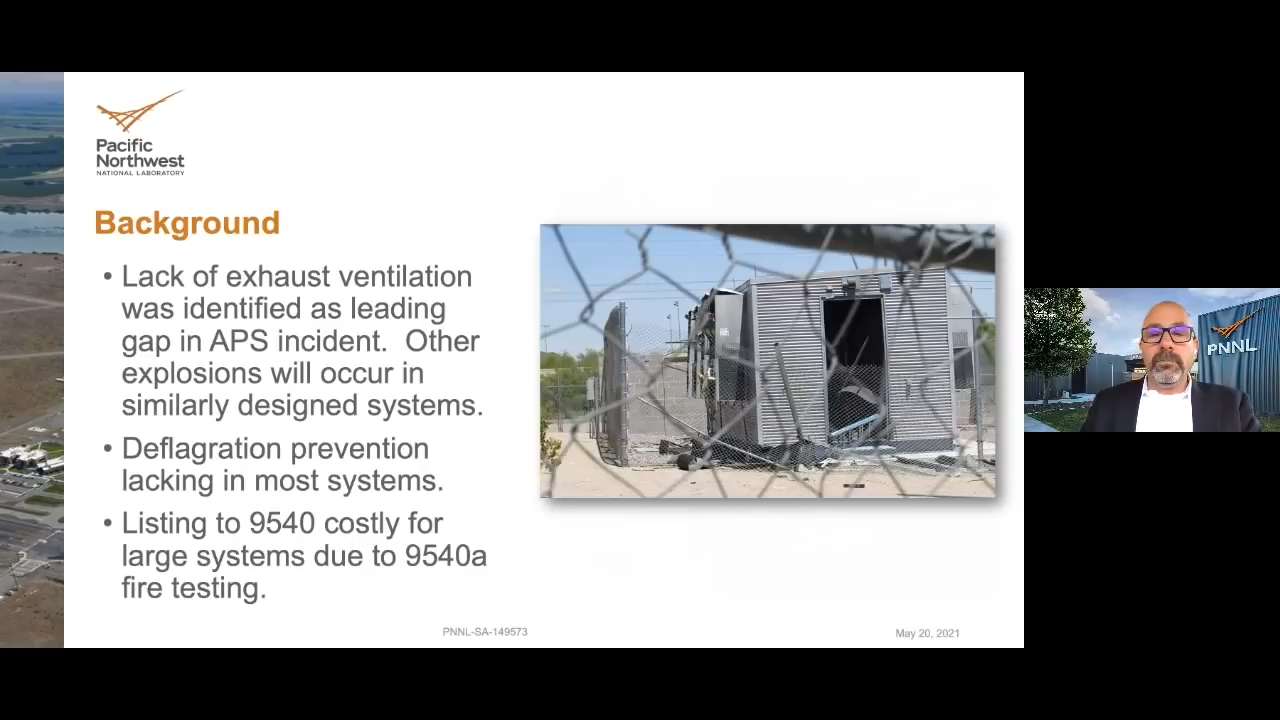 Pacific
Northwest
NATIONAL LABORATORY
Background
• Lack of exhaust ventilation
was identified as leading
gap in APS incident.  Other
explosions will occur in
similarly designed systems.
• Deflagration prevention
lacking in most systems.
• Listing to 9540 costly for
large systems due to 9540a
fire testing.
PNNL-SA-149573
May 20, 2021
PNNL